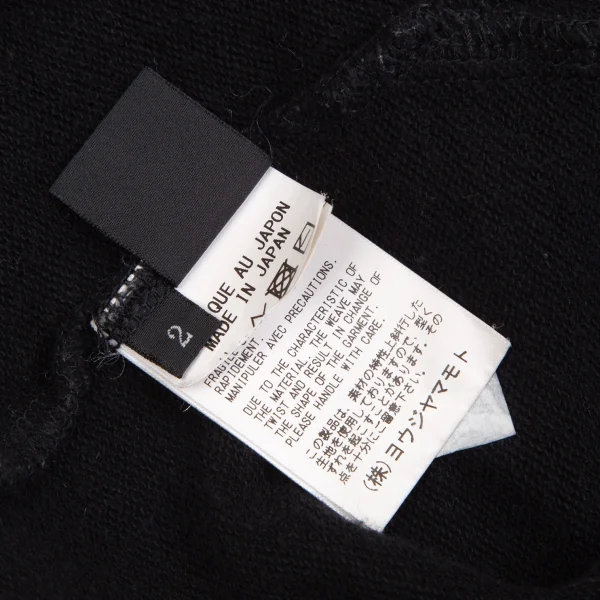 2
QUE AU JAPON
MADE IN JAPAN
RAPIDEMENT.
MANIPULER AVEC PRECAUTIONS.
DUE TO THE CHARACTERISTIC OF
THE MATERIAL, THE WEAVE MAY
TWIST AND RESULT IN CHANGE OF
THE SHAPE OF THE GARMENT.
PLEASE HANDLE WITH CARE.
この製品は、素材の特性上斜行した
生地を使用しておりますので、型く
ずれを起こすことがあります。その
点を十分にご留意下さい。
(株)ヨウジヤマモト